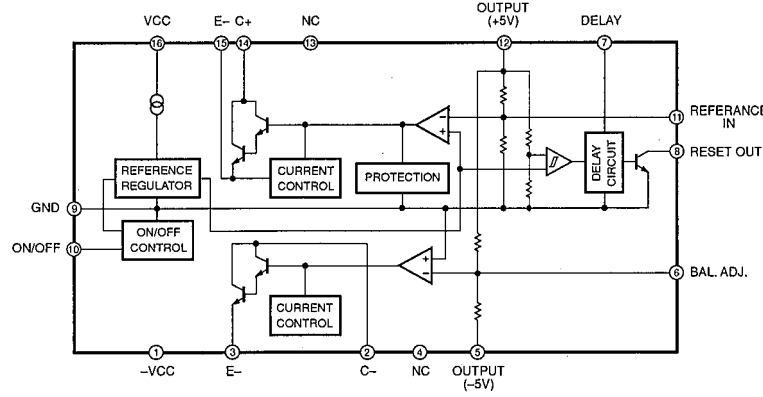 VCC E– C+ NC OUTPUT (+5V) DELAY
16 15 14 13 12 7
11 REFERANCE IN
8 RESET OUT
REFERENCE REGULATOR
CURRENT CONTROL
PROTECTION
DELAY CIRCUIT
– +
GND 9
ON/OFF 10
ON/OFF CONTROL
+ –
6 BAL. ADJ.
CURRENT CONTROL
1 3 2 4 5
–VCC E– C– NC OUTPUT (–5V)